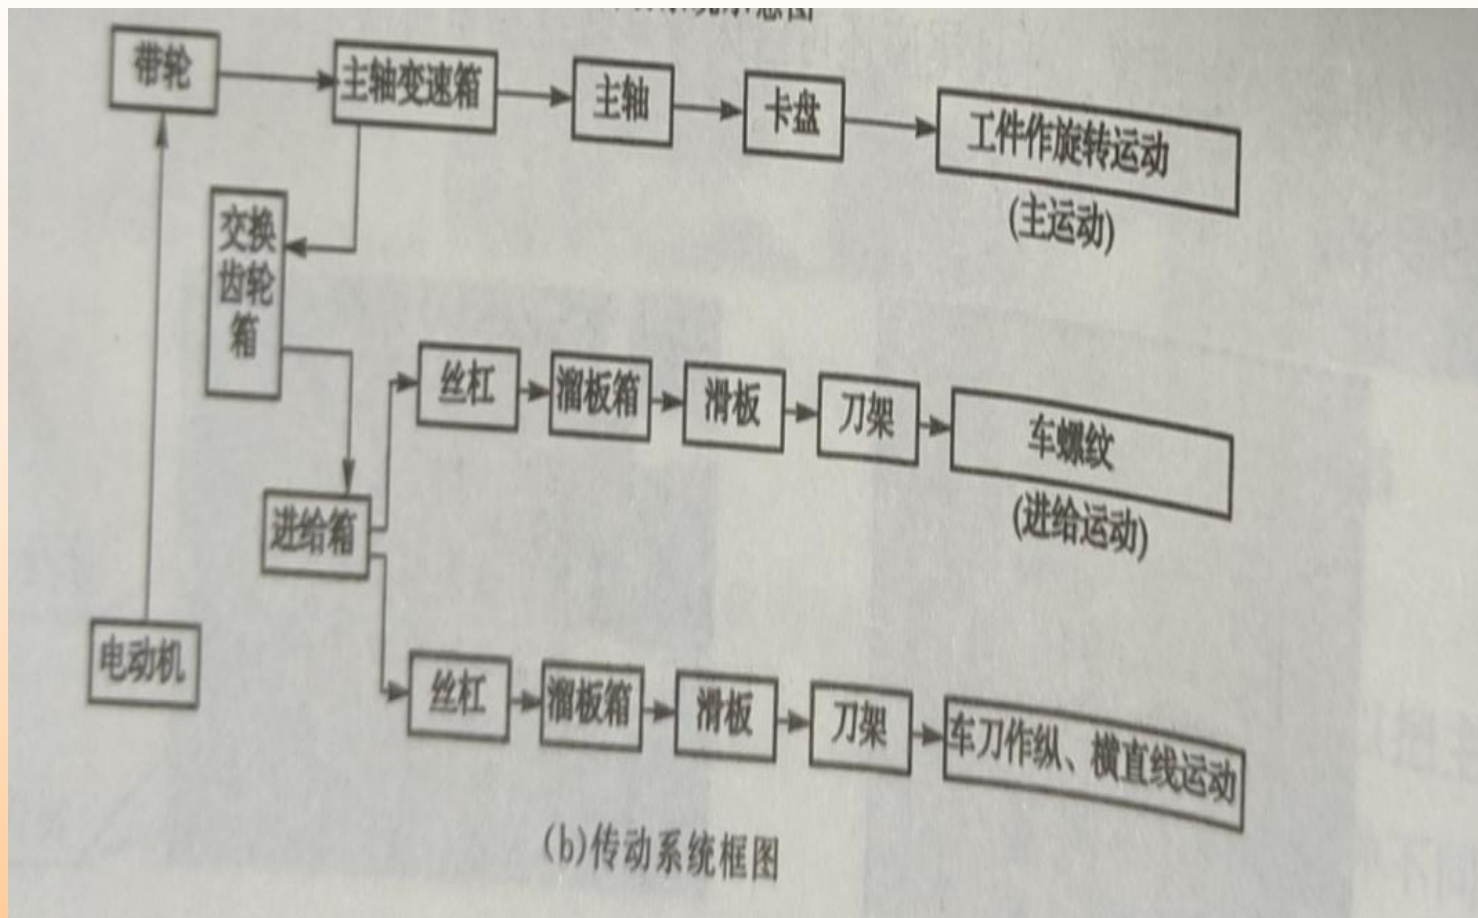 带轮
主轴变速箱
主轴
卡盘
工件作旋转运动
(主运动)
交换
齿轮
箱
丝杠
溜板箱
滑板
刀架
车螺纹
(进给运动)
进给箱
电动机
丝杠
溜板箱
滑板
刀架
车刀作纵、横直线运动
(b)传动系统框图